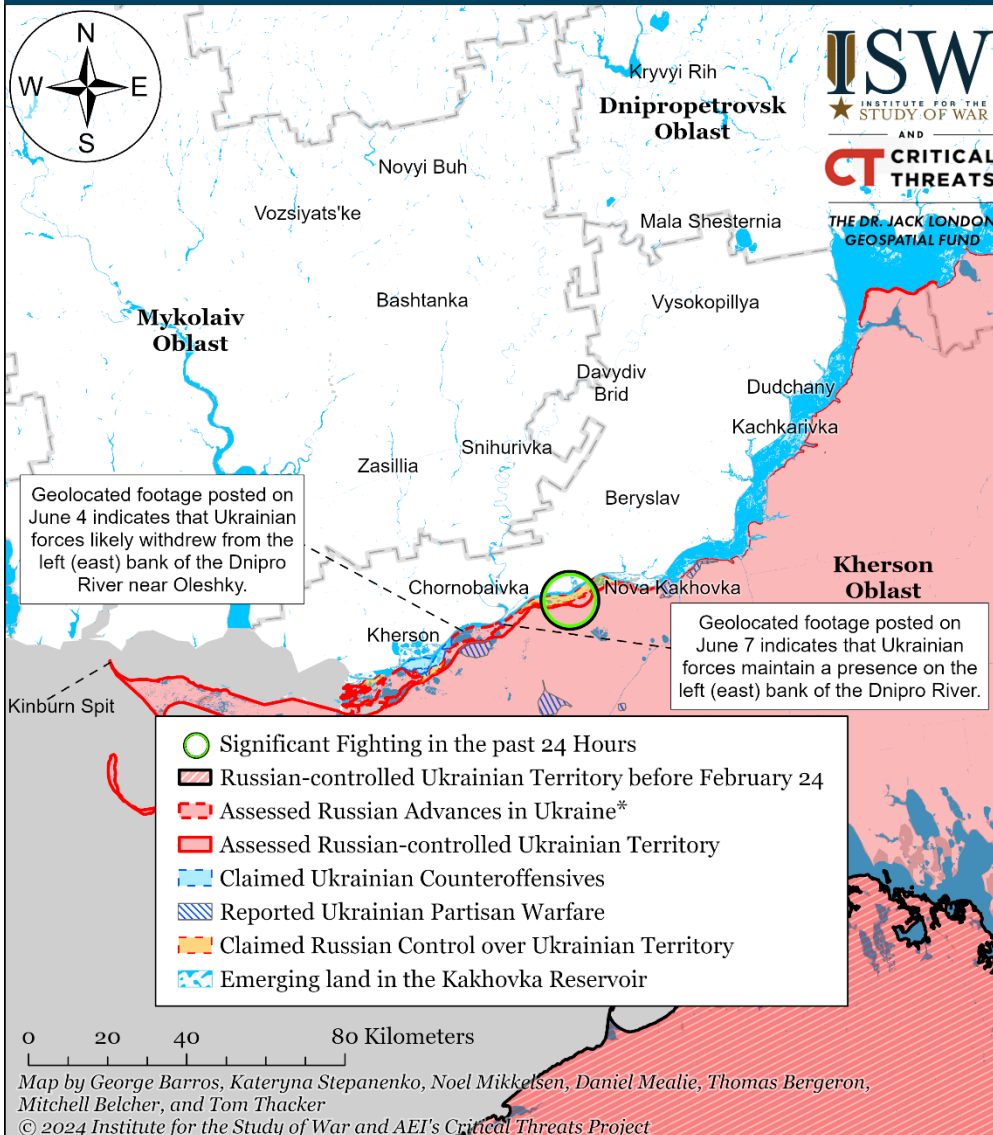 N
W E
S
ISW
INSTITUTE FOR THE
STUDY OF WAR
AND
CT CRITICAL
THREATS
THE DR. JACK LONDON
GEOSPATIAL FUND
Kryvyi Rih
Dnipropetrovsk
Oblast
Novyi Buh
Vozsiyats'ke
Mala Shesternia
Bashtanka
Vysokopillya
Mykolaiv
Oblast
Davydiv
Brid
Dudchany
Kachkarivka
Snihurivka
Zasillia
Beryslav
Geolocated footage posted on
June 4 indicates that Ukrainian
forces likely withdrew from the
left (east) bank of the Dnipro
River near Oleshky.
Chornobaivka
Nova Kakhovka
Kherson
Oblast
Kherson
Geolocated footage posted on
June 7 indicates that Ukrainian
forces maintain a presence on the
left (east) bank of the Dnipro River.
Kinburn Spit
Significant Fighting in the past 24 Hours
Russian-controlled Ukrainian Territory before February 24
Assessed Russian Advances in Ukraine*
Assessed Russian-controlled Ukrainian Territory
Claimed Ukrainian Counteroffensives
Reported Ukrainian Partisan Warfare
Claimed Russian Control over Ukrainian Territory
Emerging land in the Kakhovka Reservoir
0 20 40 80 Kilometers
Map by George Barros, Kateryna Stepanenko, Noel Mikkelsen, Daniel Mealie, Thomas Bergeron,
Mitchell Belcher, and Tom Thacker
© 2024 Institute for the Study of War and AEI's Critical Threats Project